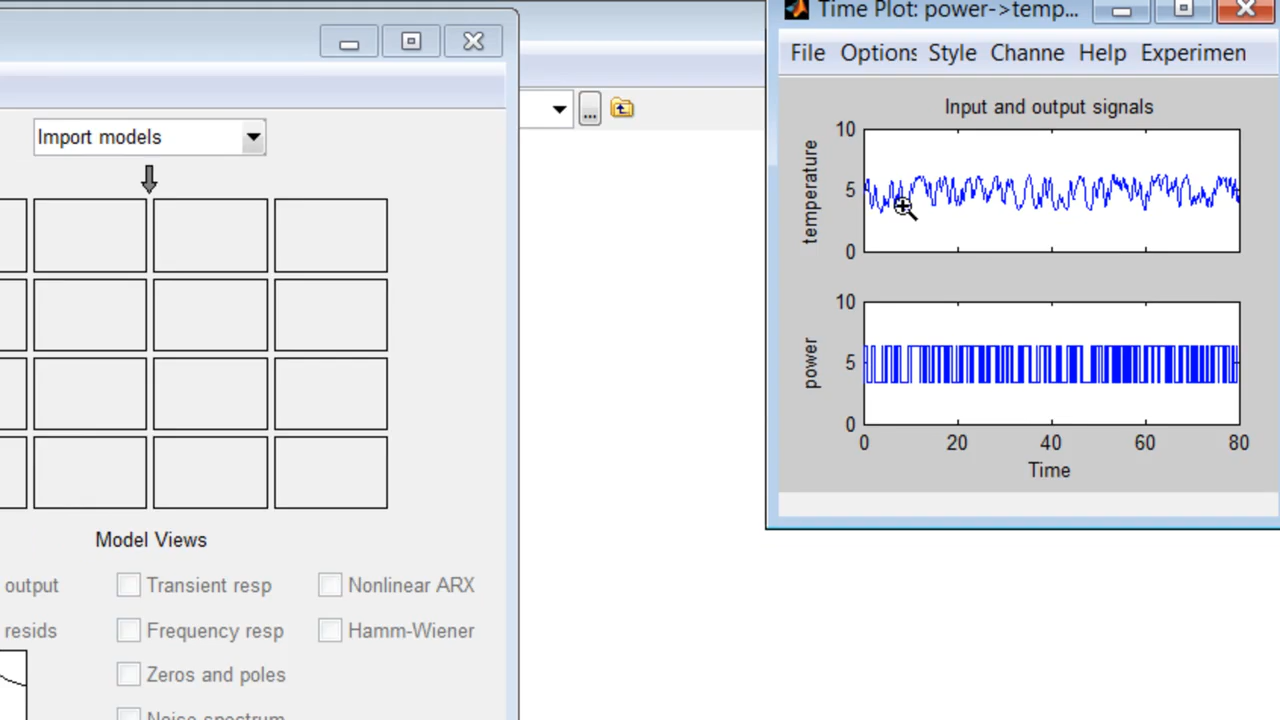 Time Plot: power->temp...
File Options Style Channe Help Experimen
Import models
...
Input and output signals
10
5
0
temperature
10
5
0
power
0 20 40 60 80
Time
Model Views
output
Transient resp
Nonlinear ARX
resids
Frequency resp
Hamm-Wiener
Zeros and poles
Noise spectrum